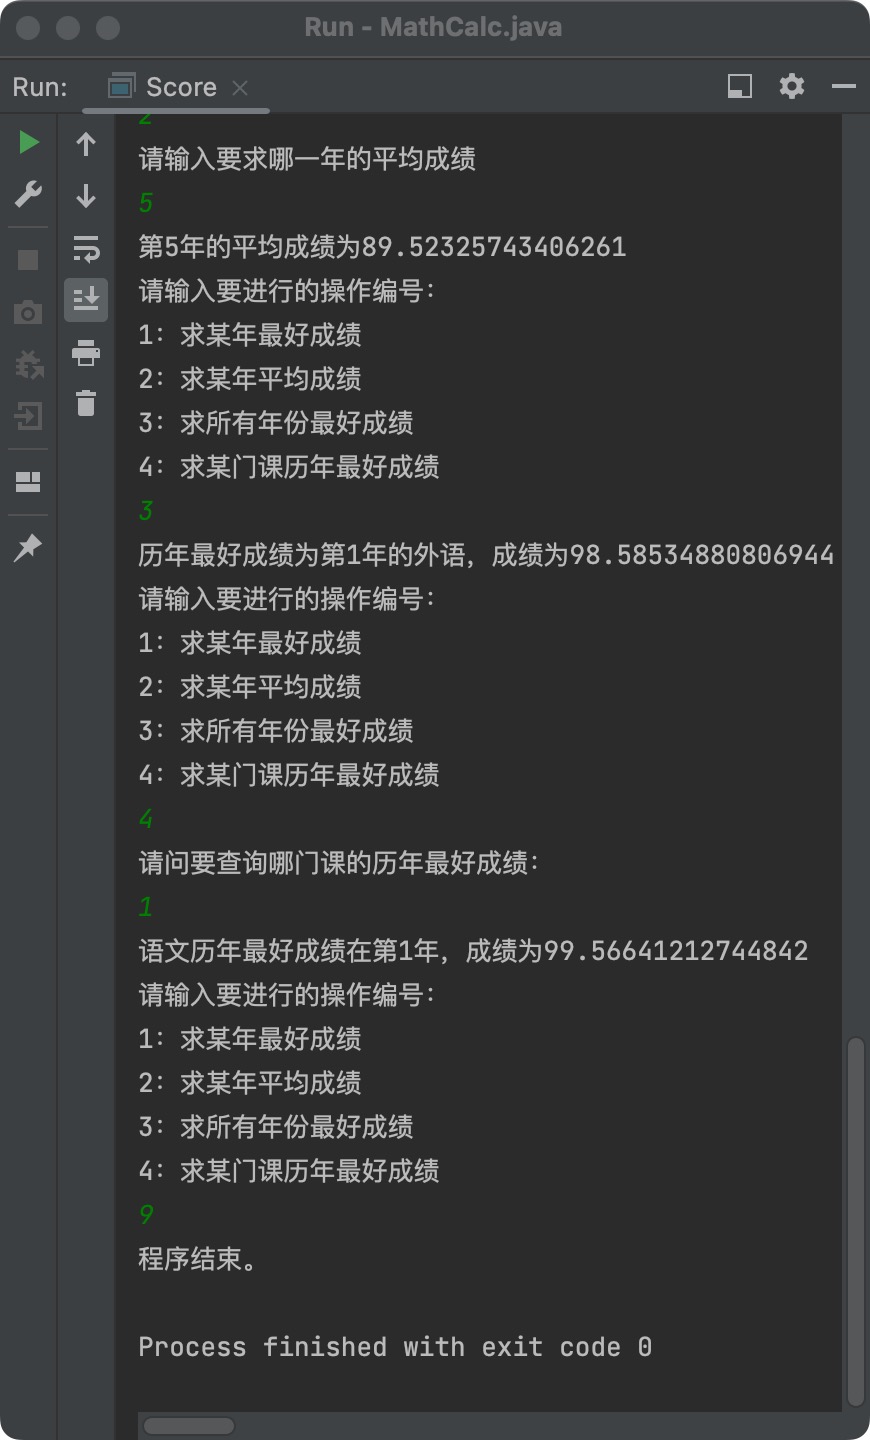 Run - MathCalc.java
Run:
Score
2
请输入要求哪一年的平均成绩
5
第5年的平均成绩为89.52325743406261
请输入要进行的操作编号：
1：求某年最好成绩
2：求某年平均成绩
3：求所有年份最好成绩
4：求某门课历年最好成绩
3
历年最好成绩为第1年的外语，成绩为98.58534880806944
请输入要进行的操作编号：
1：求某年最好成绩
2：求某年平均成绩
3：求所有年份最好成绩
4：求某门课历年最好成绩
4
请问要查询哪门课的历年最好成绩：
1
语文历年最好成绩在第1年，成绩为99.56641212744842
请输入要进行的操作编号：
1：求某年最好成绩
2：求某年平均成绩
3：求所有年份最好成绩
4：求某门课历年最好成绩
9
程序结束。
Process finished with exit code 0